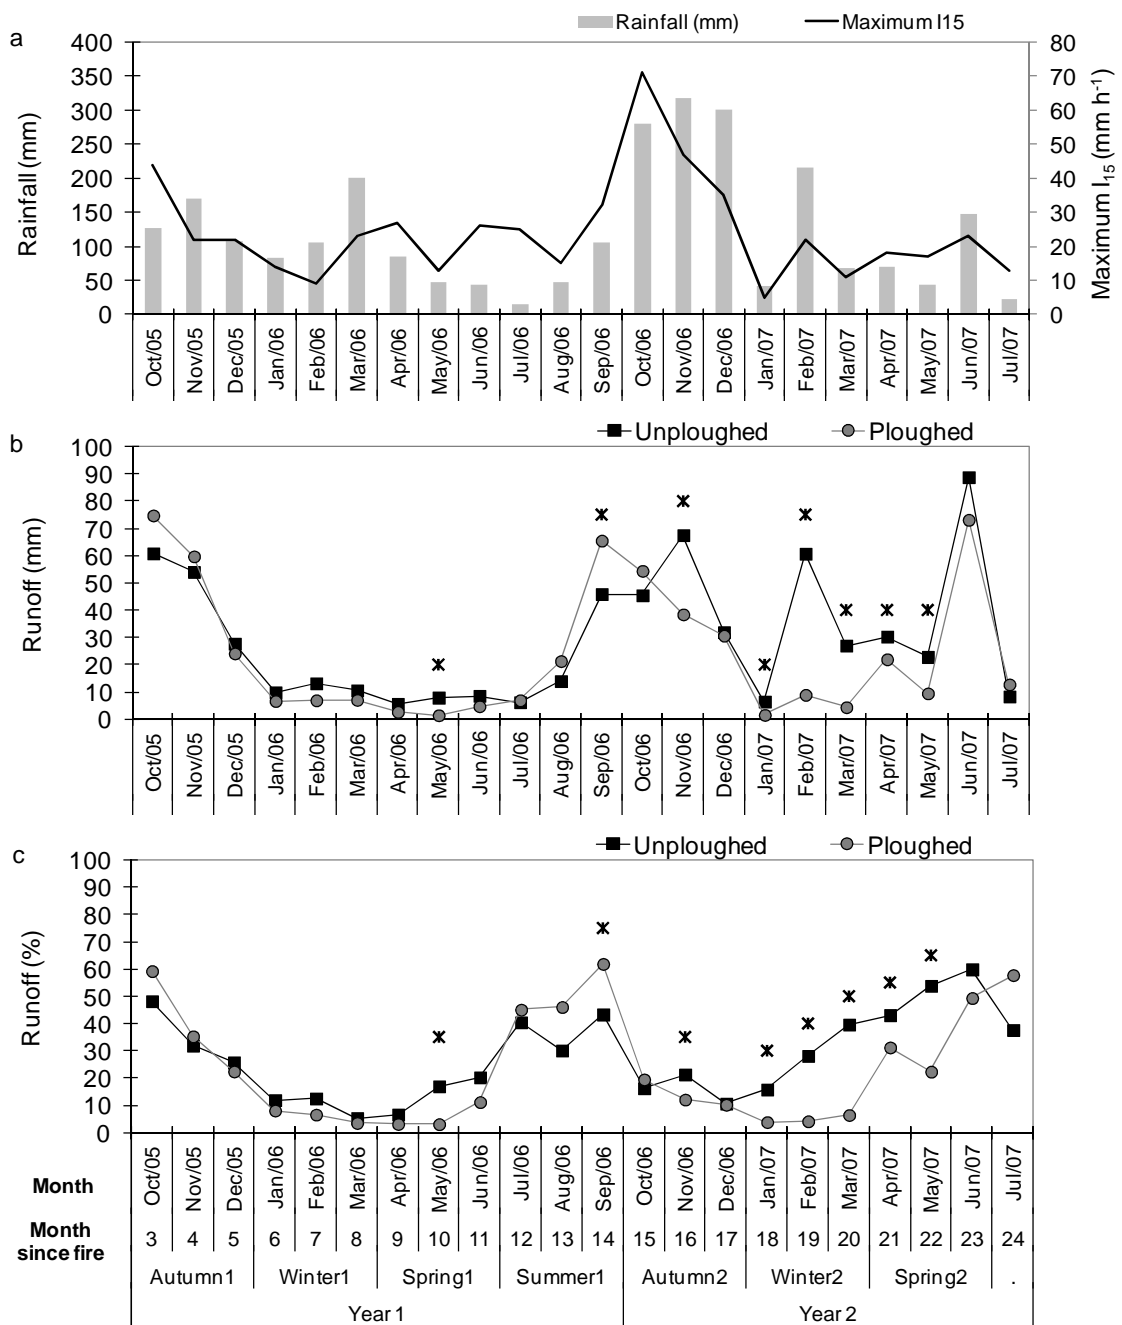 a
Rainfall (mm) Maximum I15
400 350 300 250 200 150 100 50 0
Rainfall (mm)
80 70 60 50 40 30 20 10 0
Maximum I15 (mm h-1)
Oct/05 Nov/05 Dec/05 Jan/06 Feb/06 Mar/06 Apr/06 May/06 Jun/06 Jul/06 Aug/06 Sep/06 Oct/06 Nov/06 Dec/06 Jan/07 Feb/07 Mar/07 Apr/07 May/07 Jun/07 Jul/07
b
Unploughed Ploughed
100 90 80 70 60 50 40 30 20 10 0
Runoff (mm)
Oct/05 Nov/05 Dec/05 Jan/06 Feb/06 Mar/06 Apr/06 May/06 Jun/06 Jul/06 Aug/06 Sep/06 Oct/06 Nov/06 Dec/06 Jan/07 Feb/07 Mar/07 Apr/07 May/07 Jun/07 Jul/07
c
Unploughed Ploughed
100 90 80 70 60 50 40 30 20 10 0
Runoff (%)
Month Oct/05 Nov/05 Dec/05 Jan/06 Feb/06 Mar/06 Apr/06 May/06 Jun/06 Jul/06 Aug/06 Sep/06 Oct/06 Nov/06 Dec/06 Jan/07 Feb/07 Mar/07 Apr/07 May/07 Jun/07 Jul/07
Month
since fire 3 4 5 6 7 8 9 10 11 12 13 14 15 16 17 18 19 20 21 22 23 24
Autumn1 Winter1 Spring1 Summer1 Autumn2 Winter2 Spring2 .
Year 1 Year 2